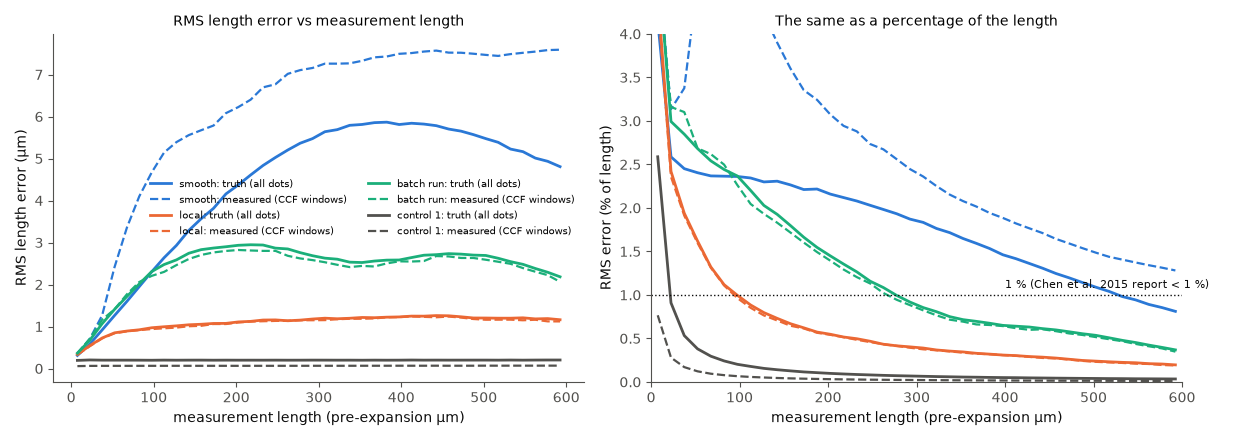 RMS length error vs measurement length
RMS length error (µm)
7
6
5
4
3
2
1
0
smooth: truth (all dots)
smooth: measured (CCF windows)
local: truth (all dots)
local: measured (CCF windows)
batch run: truth (all dots)
batch run: measured (CCF windows)
control 1: truth (all dots)
control 1: measured (CCF windows)
0 100 200 300 400 500 600
measurement length (pre-expansion µm)
The same as a percentage of the length
RMS error (% of length)
4.0
3.5
3.0
2.5
2.0
1.5
1.0
0.5
0.0
1 % (Chen et al. 2015 report < 1 %)
0 100 200 300 400 500 600
measurement length (pre-expansion µm)